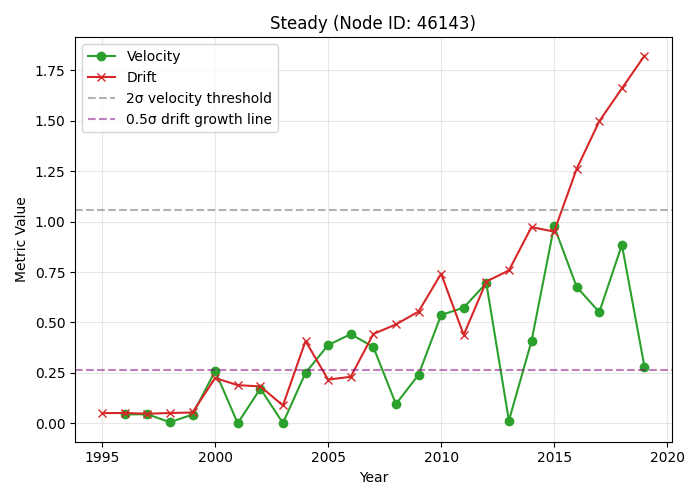 Steady (Node ID: 46143)
Velocity
Drift
2σ velocity threshold
0.5σ drift growth line
Metric Value
1.75
1.50
1.25
1.00
0.75
0.50
0.25
0.00
1995
2000
2005
2010
2015
2020
Year